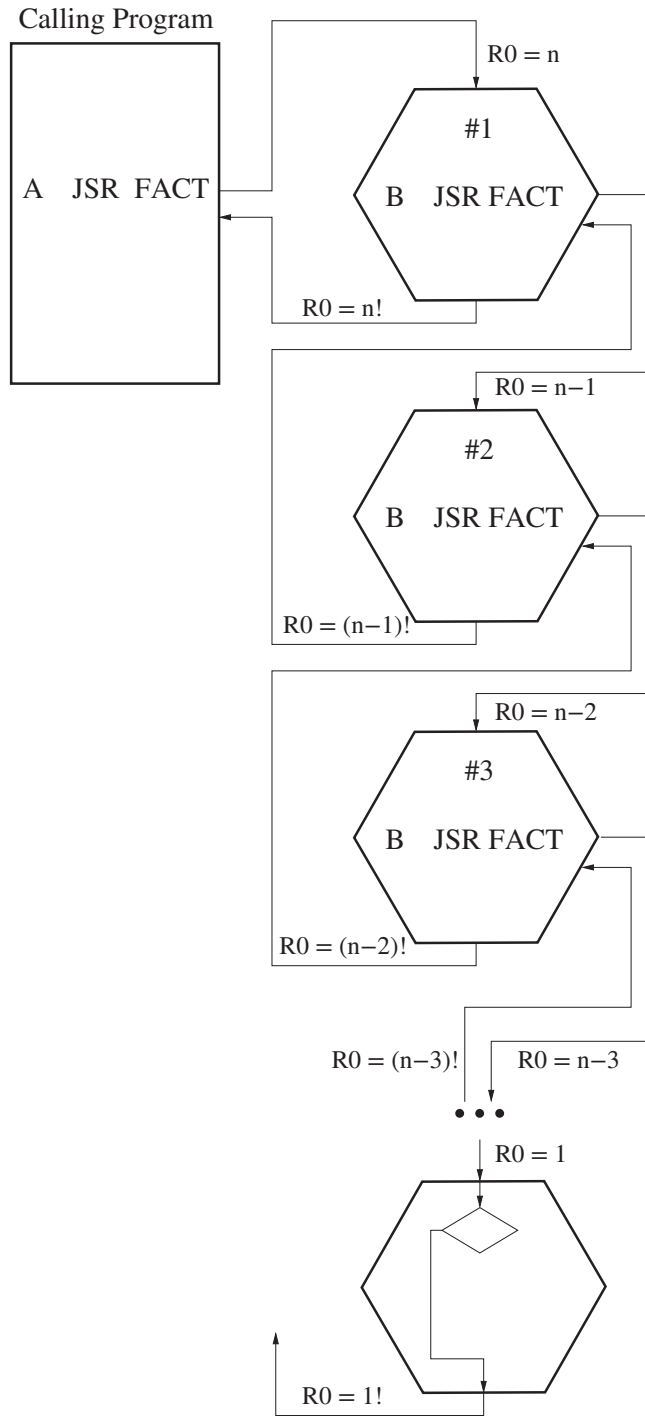 Calling Program
R0 = n
#1
A JSR FACT
B JSR FACT
R0 = n!
R0 = n−1
#2
B JSR FACT
R0 = (n−1)!
R0 = n−2
#3
B JSR FACT
R0 = (n−2)!
R0 = (n−3)!
R0 = n−3
R0 = 1
R0 = 1!